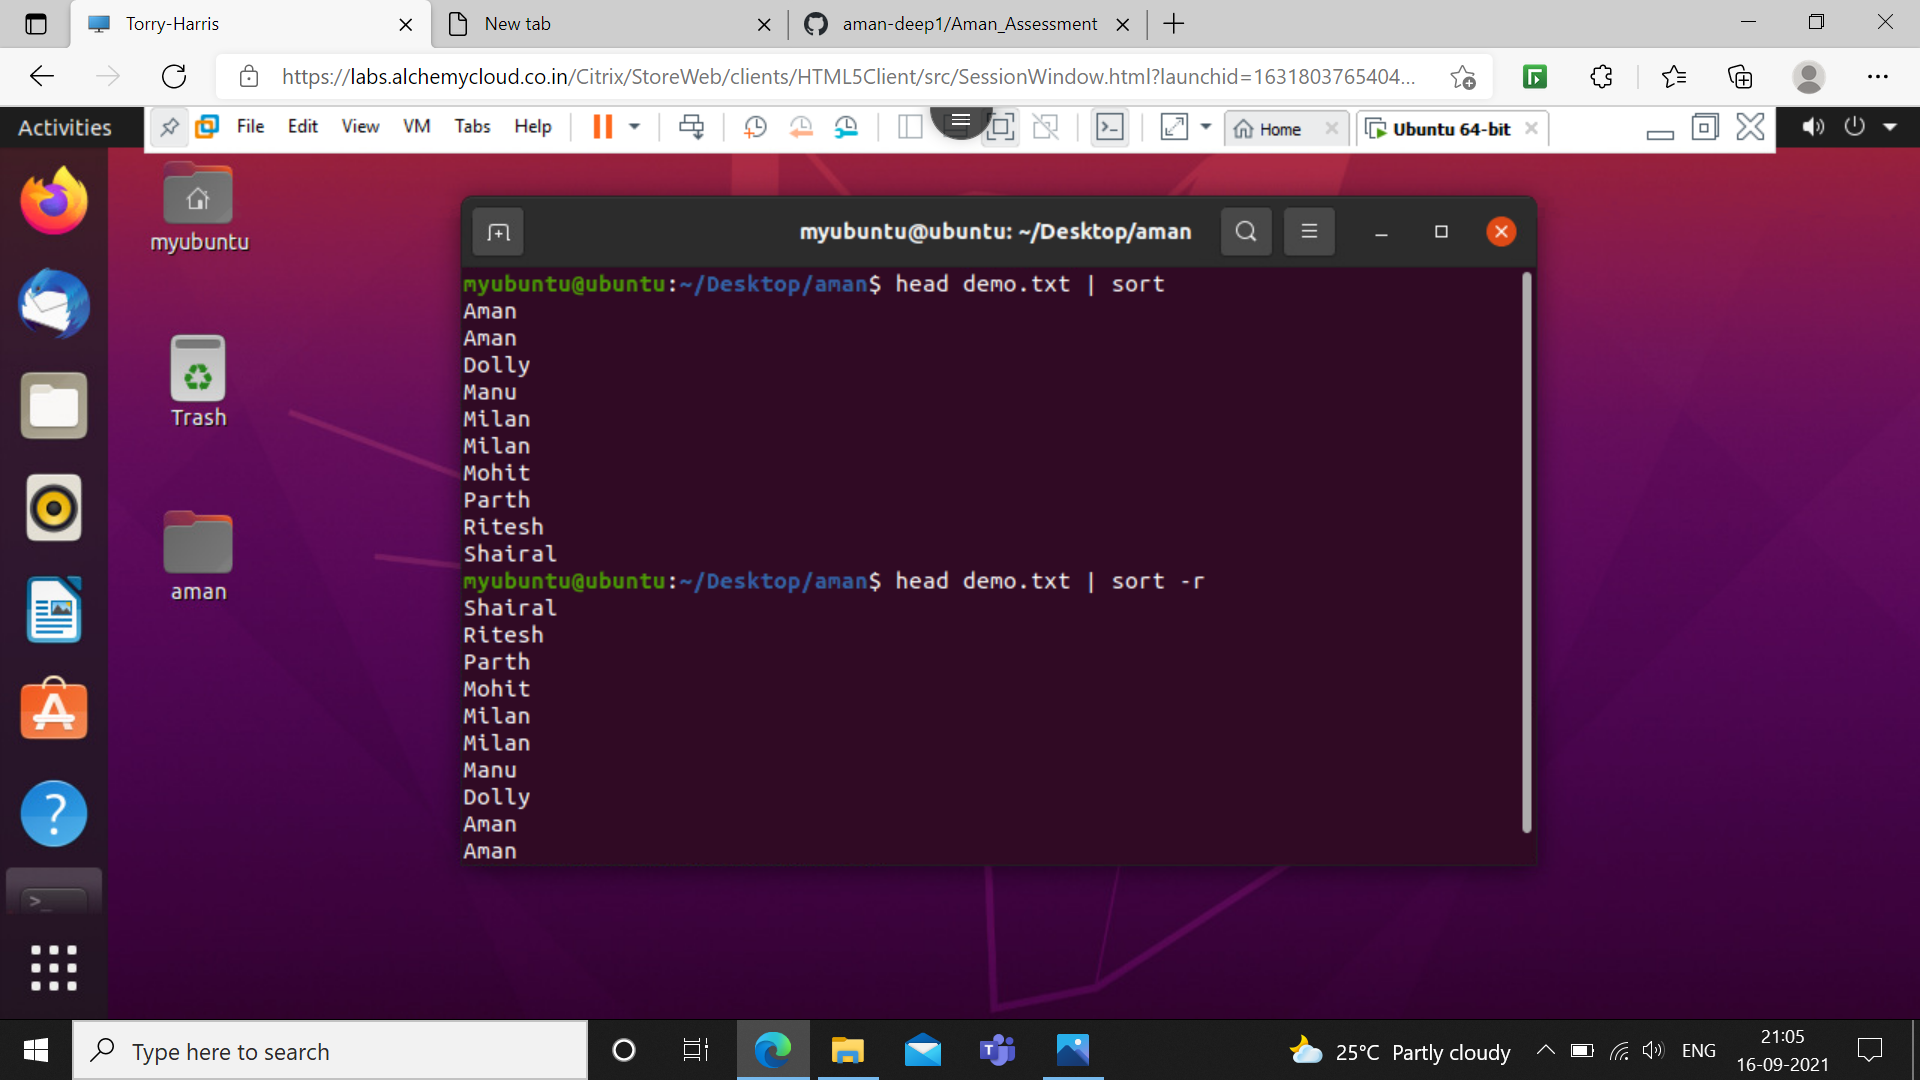 Torry-Harris
New tab
aman-deep1/Aman_Assessment
https://labs.alchemycloud.co.in/Citrix/StoreWeb/clients/HTML5Client/src/SessionWindow.html?launchid=1631803765404...
Activities
File Edit View VM Tabs Help
Home
Ubuntu 64-bit
myubuntu
Trash
aman
myubuntu@ubuntu: ~/Desktop/aman
myubuntu@ubuntu:~/Desktop/aman$ head demo.txt | sort
Aman
Aman
Dolly
Manu
Milan
Milan
Mohit
Parth
Ritesh
Shairal
myubuntu@ubuntu:~/Desktop/aman$ head demo.txt | sort -r
Shairal
Ritesh
Parth
Mohit
Milan
Milan
Manu
Dolly
Aman
Aman
Type here to search
25°C Partly cloudy
ENG
21:05
16-09-2021